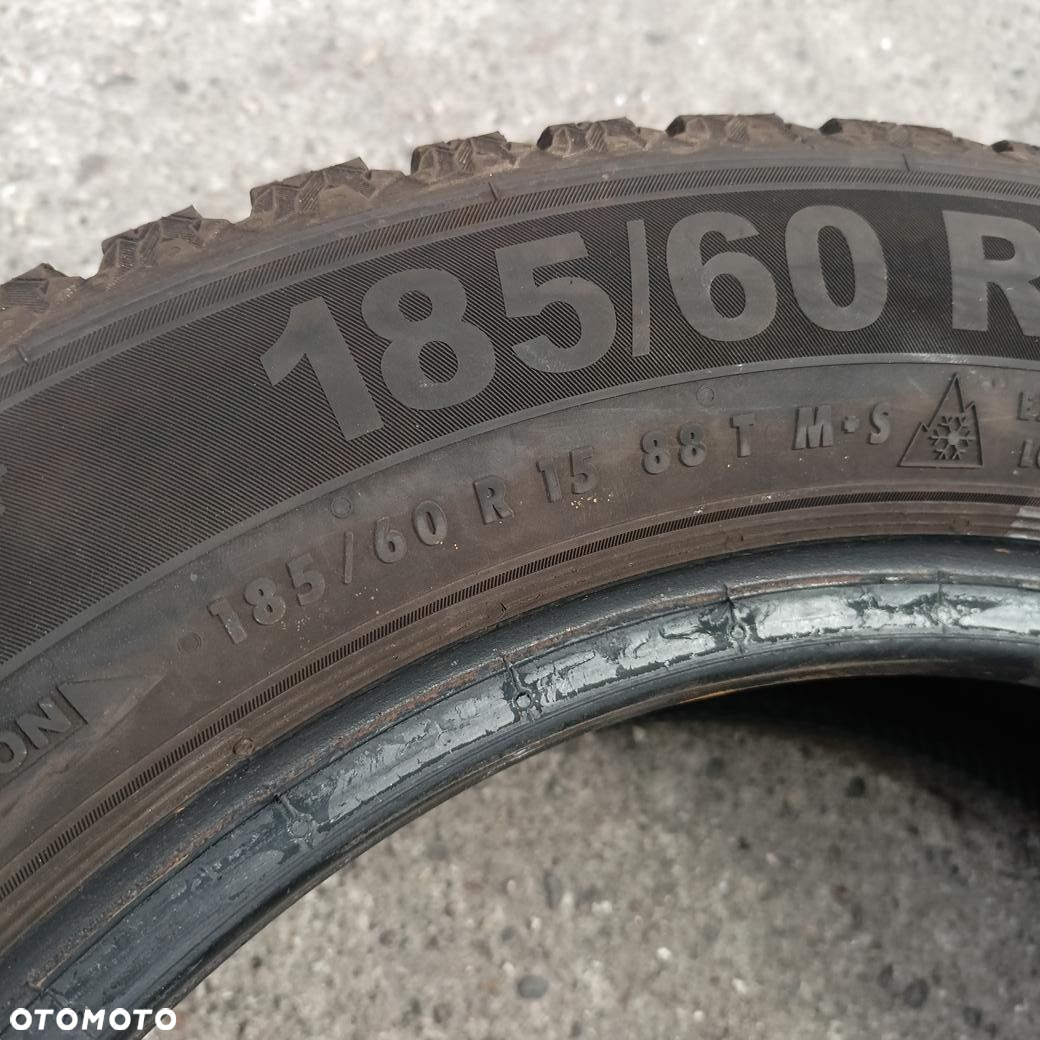 185/60 R
185/60 R 15 88 T M+S
ON
OTOMOTO